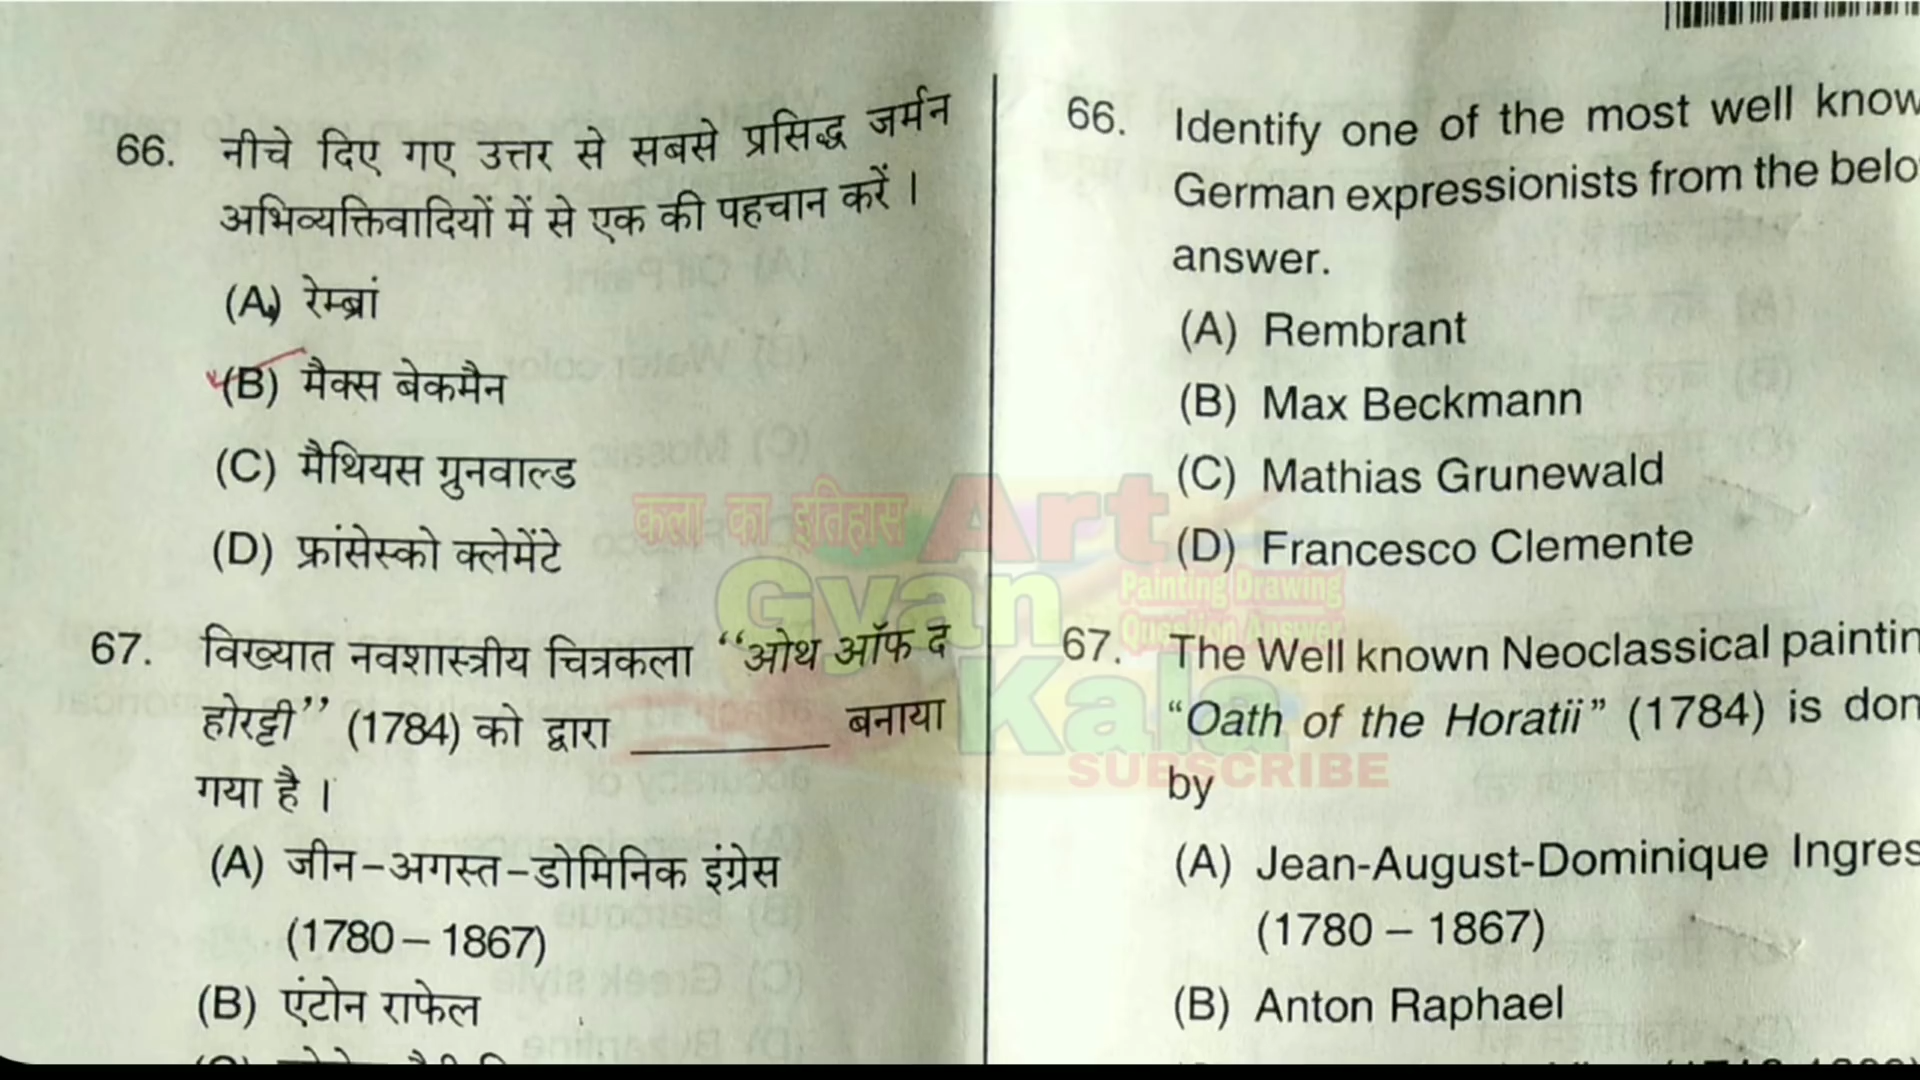 66. नीचे दिए गए उत्तर से सबसे प्रसिद्ध जर्मन
अभिव्यक्तिवादियों में से एक की पहचान करें ।
(A) रेम्ब्रां
(B) मैक्स बेकमैन
(C) मैथियस ग्रुनवाल्ड
(D) फ्रांसेस्को क्लेमेंटे
67. विख्यात नवशास्त्रीय चित्रकला “ओथ ऑफ द
होरट्टी” (1784) को द्वारा ________ बनाया
गया है ।
(A) जीन-अगस्त-डोमिनिक इंग्रेस
(1780 – 1867)
(B) एंटोन राफेल
66. Identify one of the most well know
German expressionists from the belo
answer.
(A) Rembrant
(B) Max Beckmann
(C) Mathias Grunewald
(D) Francesco Clemente
67. The Well known Neoclassical paintin
“Oath of the Horatii” (1784) is don
by
(A) Jean-August-Dominique Ingres
(1780 – 1867)
(B) Anton Raphael
कला का इतिहास
Art
Gyan
Kala
Painting Drawing
Question Answer
SUBSCRIBE